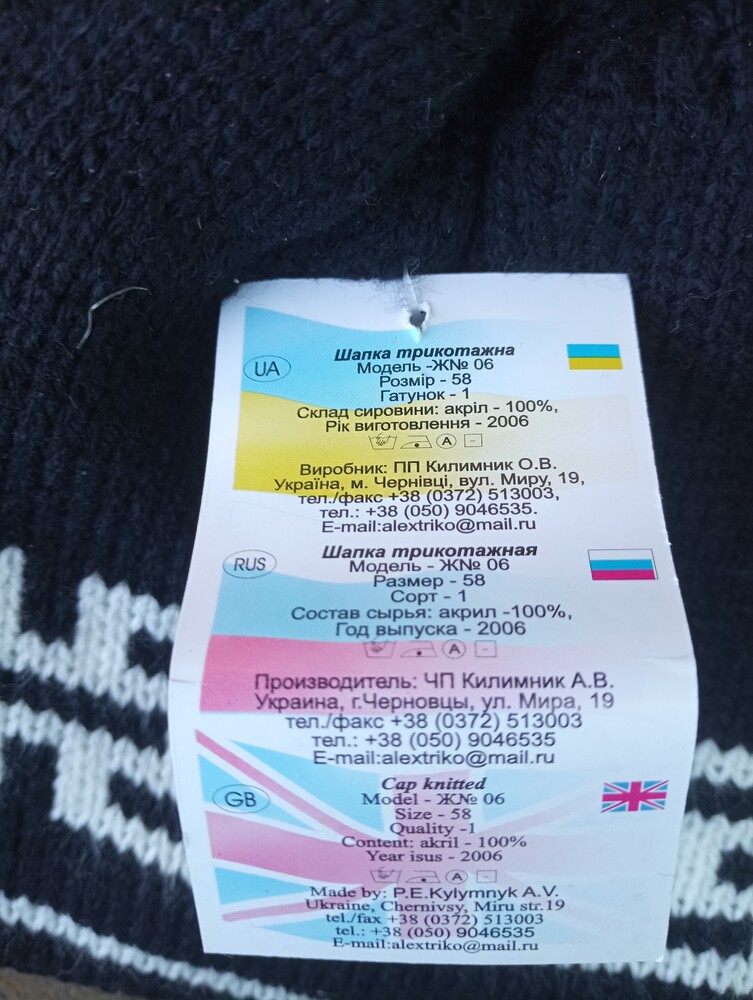 UA
Шапка трикотажна
Модель -Ж№ 06
Розмір - 58
Гатунок - 1
Склад сировини: акріл - 100%,
Рік виготовлення - 2006
A
Виробник: ПП Килимник О.В.
Україна, м. Чернівці, вул. Миру, 19,
тел./факс +38 (0372) 513003,
тел.: +38 (050) 9046535.
E-mail:alextriko@mail.ru
RUS
Шапка трикотажная
Модель - Ж№ 06
Размер - 58
Сорт - 1
Состав сырья: акрил -100%,
Год выпуска - 2006
A
Производитель: ЧП Килимник А.В.
Украина, г.Черновцы, ул. Мира, 19
тел./факс +38 (0372) 513003
тел.: +38 (050) 9046535
E-mail:alextriko@mail.ru
GB
Cap knitted
Model - Ж№ 06
Size - 58
Quality -1
Content: akril - 100%
Year isus - 2006
A
Made by: P.E.Kylymnyk A.V.
Ukraine, Chernivsy, Miru str.19
tel./fax +38 (0372) 513003
tel.: +38 (050) 9046535
E-mail:alextriko@mail.ru